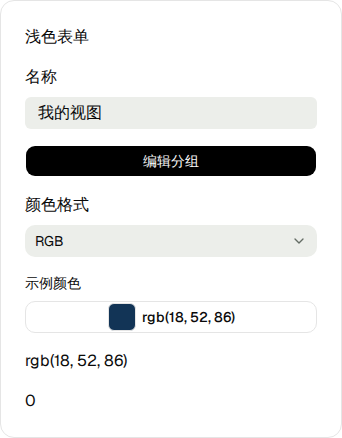 浅色表单
名称
我的视图
编辑分组
颜色格式
RGB
示例颜色
rgb(18, 52, 86)
rgb(18, 52, 86)
0